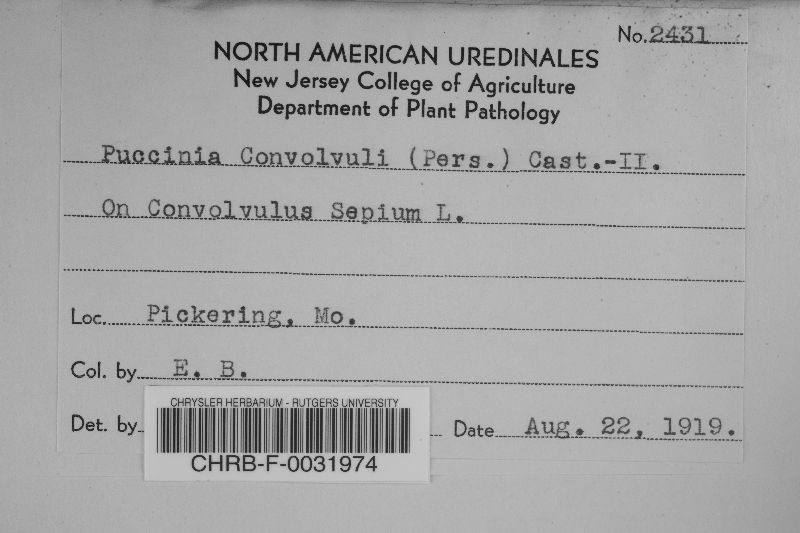 No. 2431
NORTH AMERICAN UREDINALES
New Jersey College of Agriculture
Department of Plant Pathology
Puccinia Convolvuli (Pers.) Cast.-II.
On Convolvulus Sepium L.
Loc. Pickering, Mo.
Col. by E. B.
Det. by Date Aug. 22, 1919.
CHRYSLER HERBARIUM - RUTGERS UNIVERSITY
CHRB-F-0031974